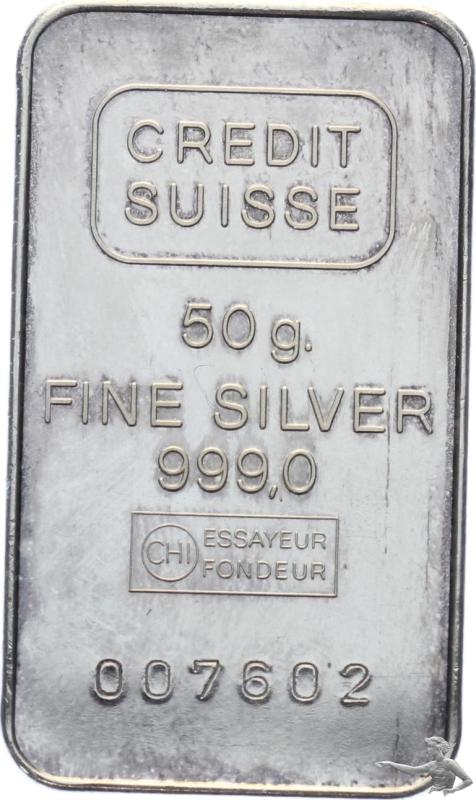 CREDIT
SUISSE
50 g.
FINE SILVER
999,0
CHI ESSAYEUR
FONDEUR
007602